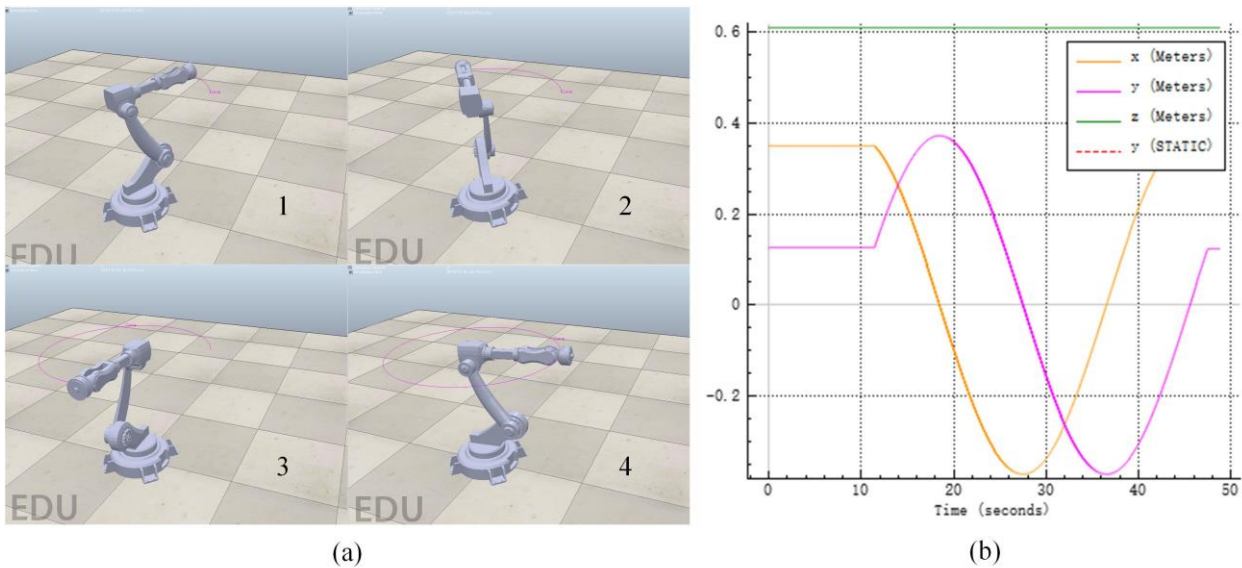 1
EDU
2
EDU
3
EDU
4
EDU
(a)
x (Meters)
y (Meters)
z (Meters)
y (STATIC)
0.6
0.4
0.2
0
-0.2
0
10
20
30
40
50
Time (seconds)
(b)